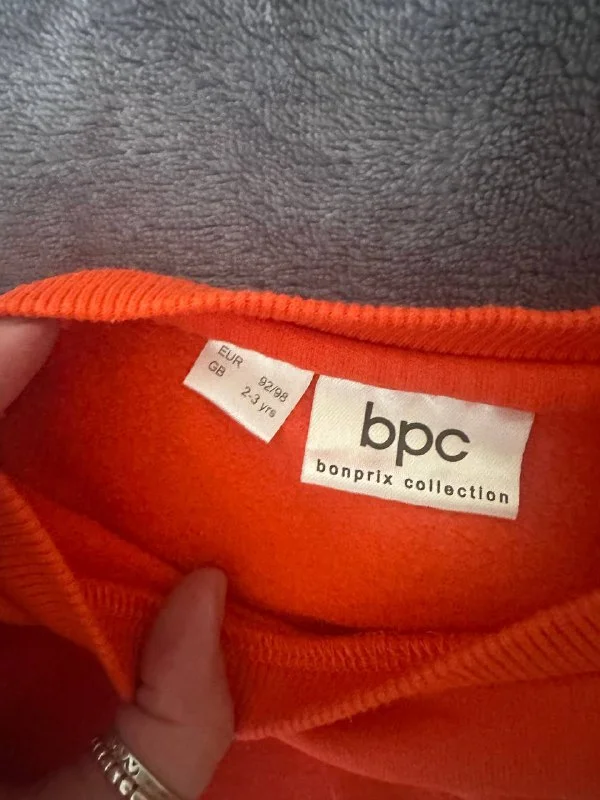 EUR 92/98
GB 2-3 yrs
bpc
bonprix collection